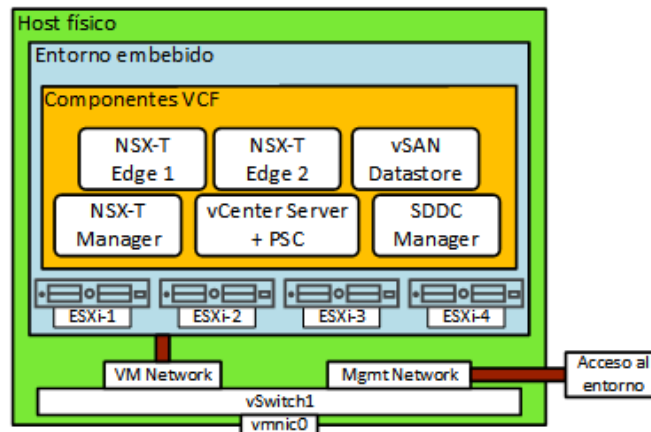 Host físico
Entorno embebido
Componentes VCF
NSX-T
Edge 1
NSX-T
Edge 2
vSAN
Datastore
NSX-T
Manager
vCenter Server
+ PSC
SDDC
Manager
ESXi-1
ESXi-2
ESXi-3
ESXi-4
VM Network
Mgmt Network
Acceso al
entorno
vSwitch1
vmnic0